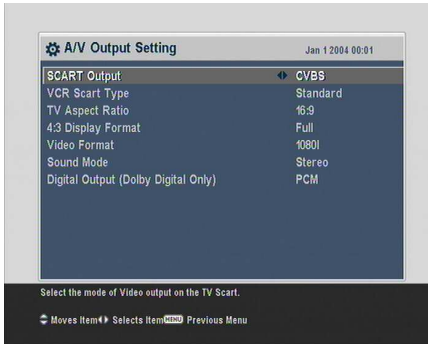 A/V Output Setting
Jan 1 2004 00:01
SCART Output CVBS
VCR Scart Type Standard
TV Aspect Ratio 16:9
4:3 Display Format Full
Video Format 1080I
Sound Mode Stereo
Digital Output (Dolby Digital Only) PCM
Select the mode of Video output on the TV Scart.
Moves Item Selects Item MENU Previous Menu